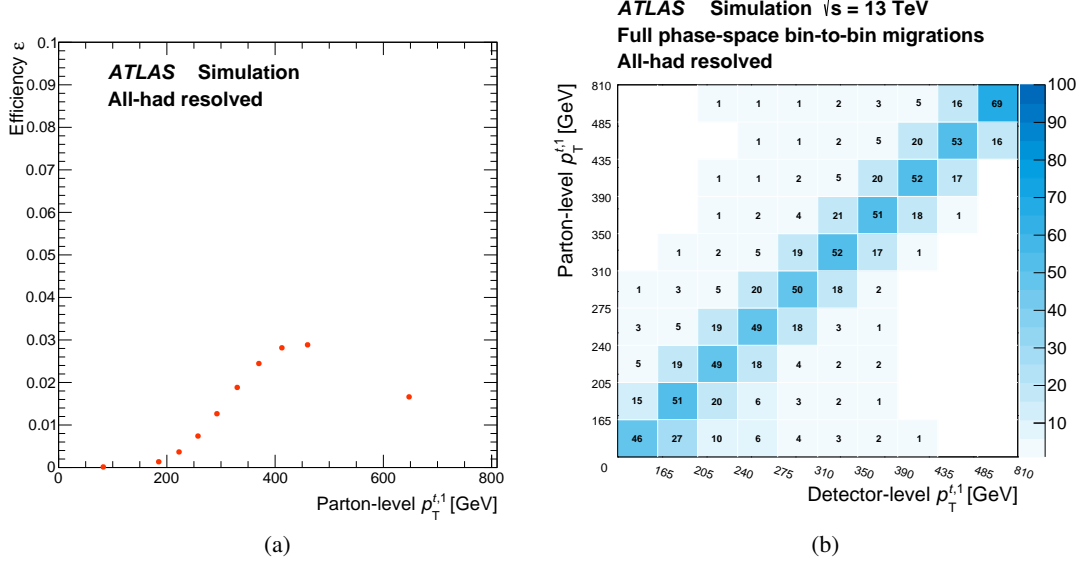 ATLAS Simulation
All-had resolved
Efficiency ε
0.1
0.09
0.08
0.07
0.06
0.05
0.04
0.03
0.02
0.01
0
0 200 400 600 800
Parton-level p_T^{t,1} [GeV]
(a)
ATLAS Simulation √s = 13 TeV
Full phase-space bin-to-bin migrations
All-had resolved
Parton-level p_T^{t,1} [GeV]
810
1 1 1 2 3 5 16 69
485
1 1 2 5 20 53 16
435
1 1 2 5 20 52 17
390
1 2 4 21 51 18 1
350
1 2 5 19 52 17 1
310
1 3 5 20 50 18 2
275
3 5 19 49 18 3 1
240
5 19 49 18 4 2 2
205
15 51 20 6 3 2 1
165
46 27 10 6 4 3 2 1
0
165 205 240 275 310 350 390 435 485 810
Detector-level p_T^{t,1} [GeV]
100
90
80
70
60
50
40
30
20
10
(b)